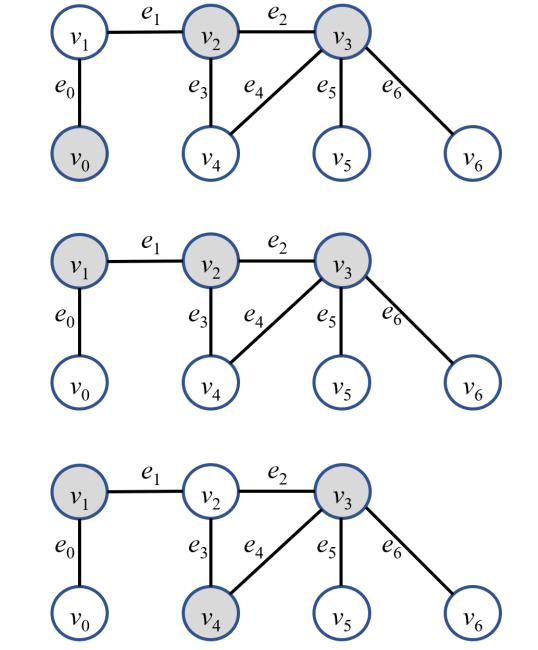 e₁ e₂
v₁ v₂ v₃
e₀ e₃ e₄ e₅ e₆
v₀ v₄ v₅ v₆
e₁ e₂
v₁ v₂ v₃
e₀ e₃ e₄ e₅ e₆
v₀ v₄ v₅ v₆
e₁ e₂
v₁ v₂ v₃
e₀ e₃ e₄ e₅ e₆
v₀ v₄ v₅ v₆